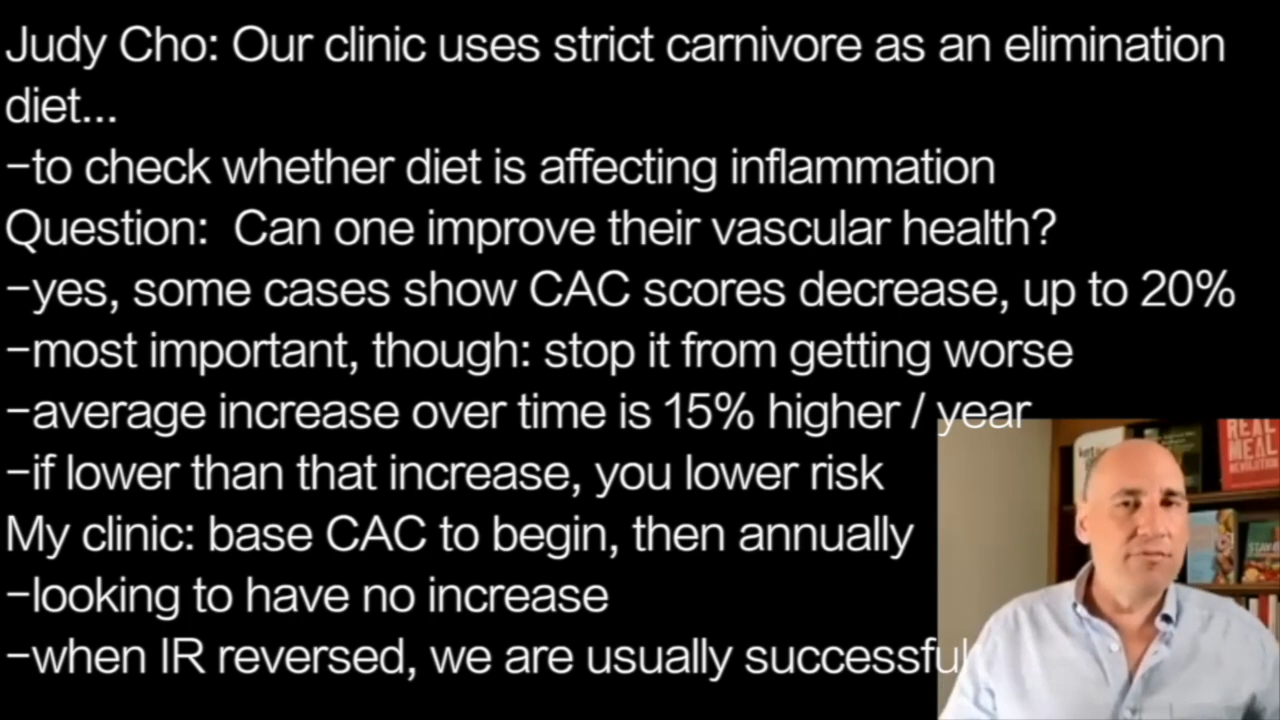 Judy Cho: Our clinic uses strict carnivore as an elimination
diet...
–to check whether diet is affecting inflammation
Question:  Can one improve their vascular health?
–yes, some cases show CAC scores decrease, up to 20%
–most important, though: stop it from getting worse
–average increase over time is 15% higher / year
–if lower than that increase, you lower risk
My clinic: base CAC to begin, then annually
–looking to have no increase
–when IR reversed, we are usually successful
REAL
MEAL
REVOLUTION